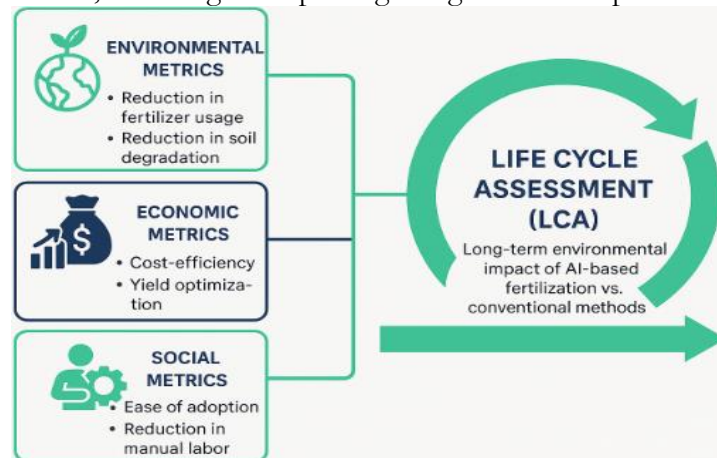 ENVIRONMENTAL
METRICS
• Reduction in
fertilizer usage
• Reduction in soil
degradation
ECONOMIC
METRICS
• Cost-efficiency
• Yield optimiza-
tion
SOCIAL
METRICS
• Ease of adoption
• Reduction in
manual labor
LIFE CYCLE
ASSESSMENT
(LCA)
Long-term environmental
impact of AI-based
fertilization vs.
conventional methods
$